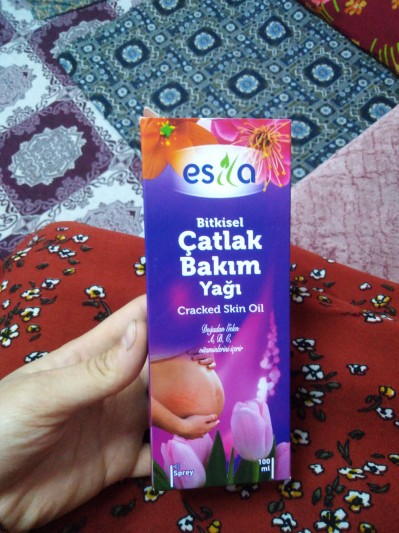 esila
Bitkisel
Çatlak
Bakım
Yağı
Cracked Skin Oil
Doğadan Gelen
A, D, E,
vitaminlerini içerir
Sprey
100
ml